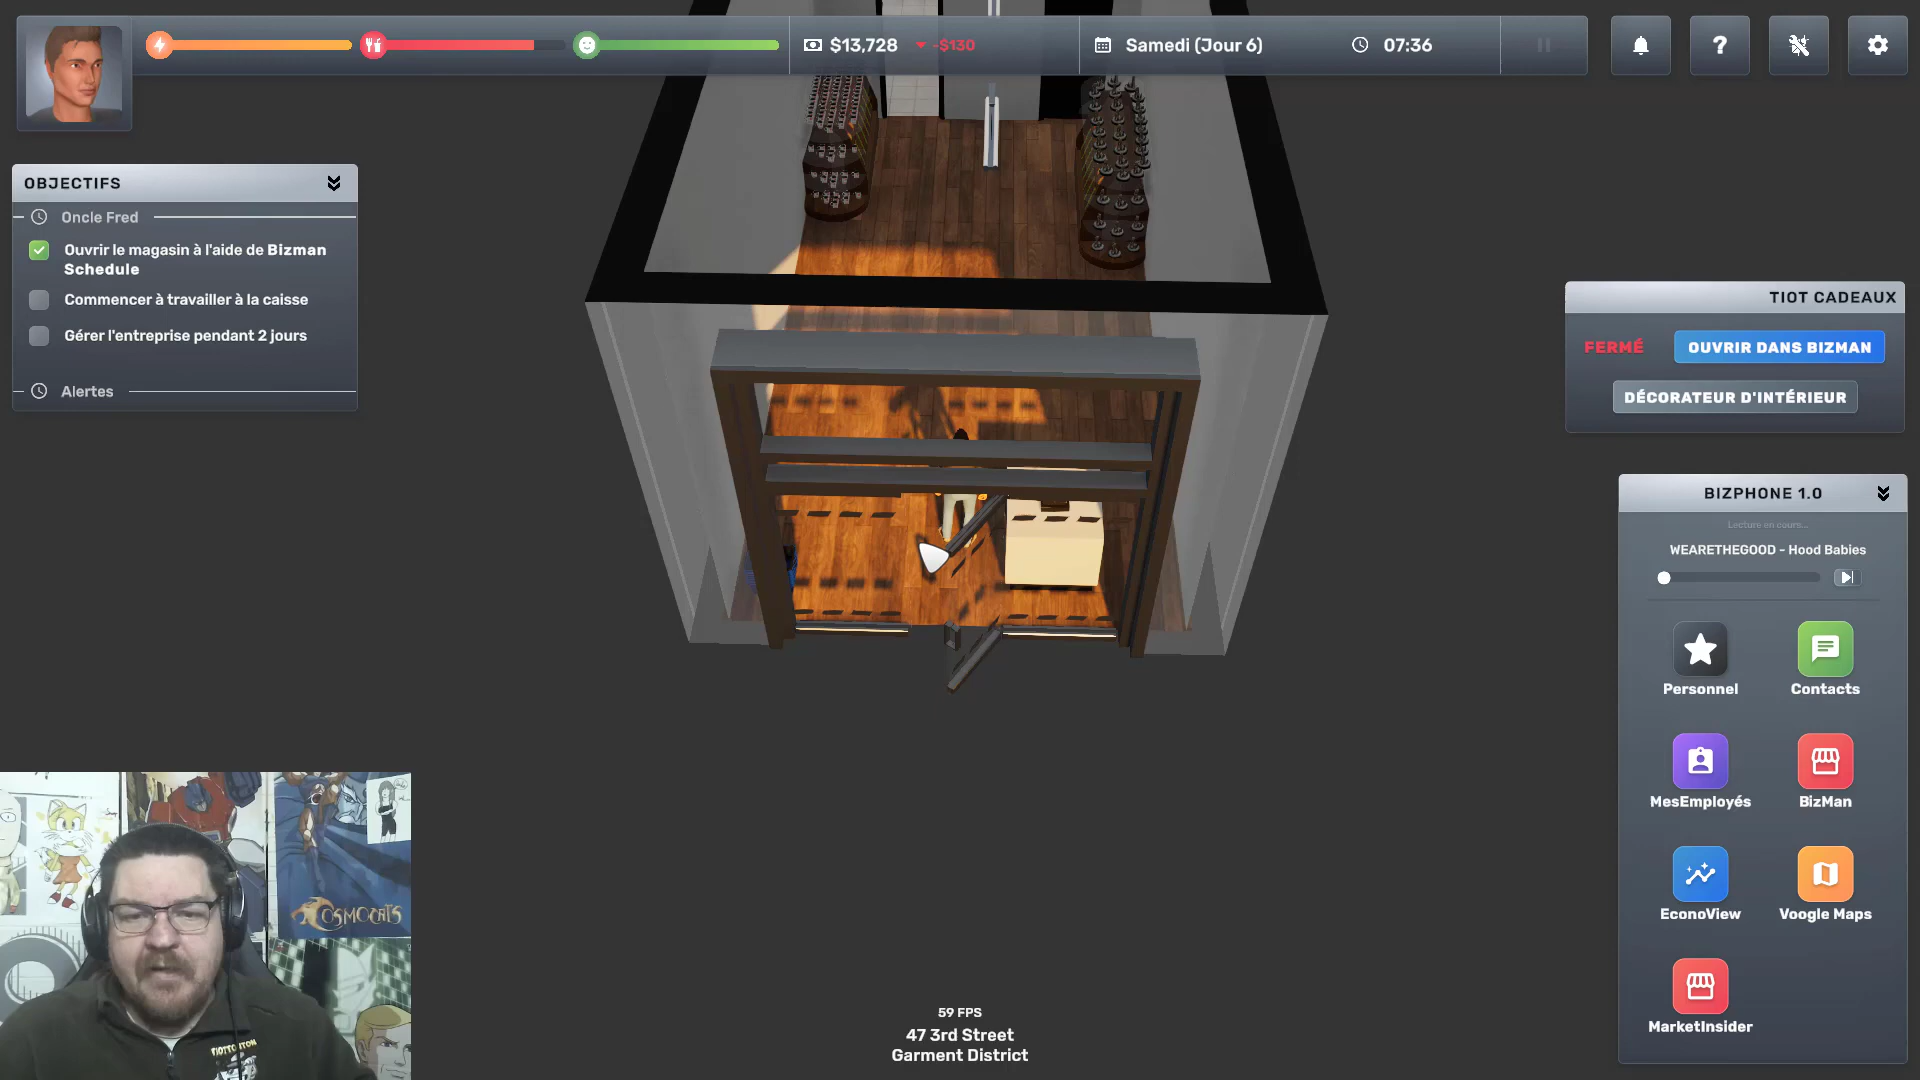 $13,728
-$130
Samedi (Jour 6)
07:36
OBJECTIFS
Oncle Fred
Ouvrir le magasin à l'aide de Bizman
Schedule
Commencer à travailler à la caisse
Gérer l'entreprise pendant 2 jours
Alertes
TIOT CADEAUX
FERMÉ
OUVRIR DANS BIZMAN
DÉCORATEUR D'INTÉRIEUR
BIZPHONE 1.0
Lecture en cours...
WEARETHEGOOD - Hood Babies
Personnel
Contacts
MesEmployés
BizMan
EconoView
Voogle Maps
MarketInsider
COSMOCATS
59 FPS
47 3rd Street
Garment District